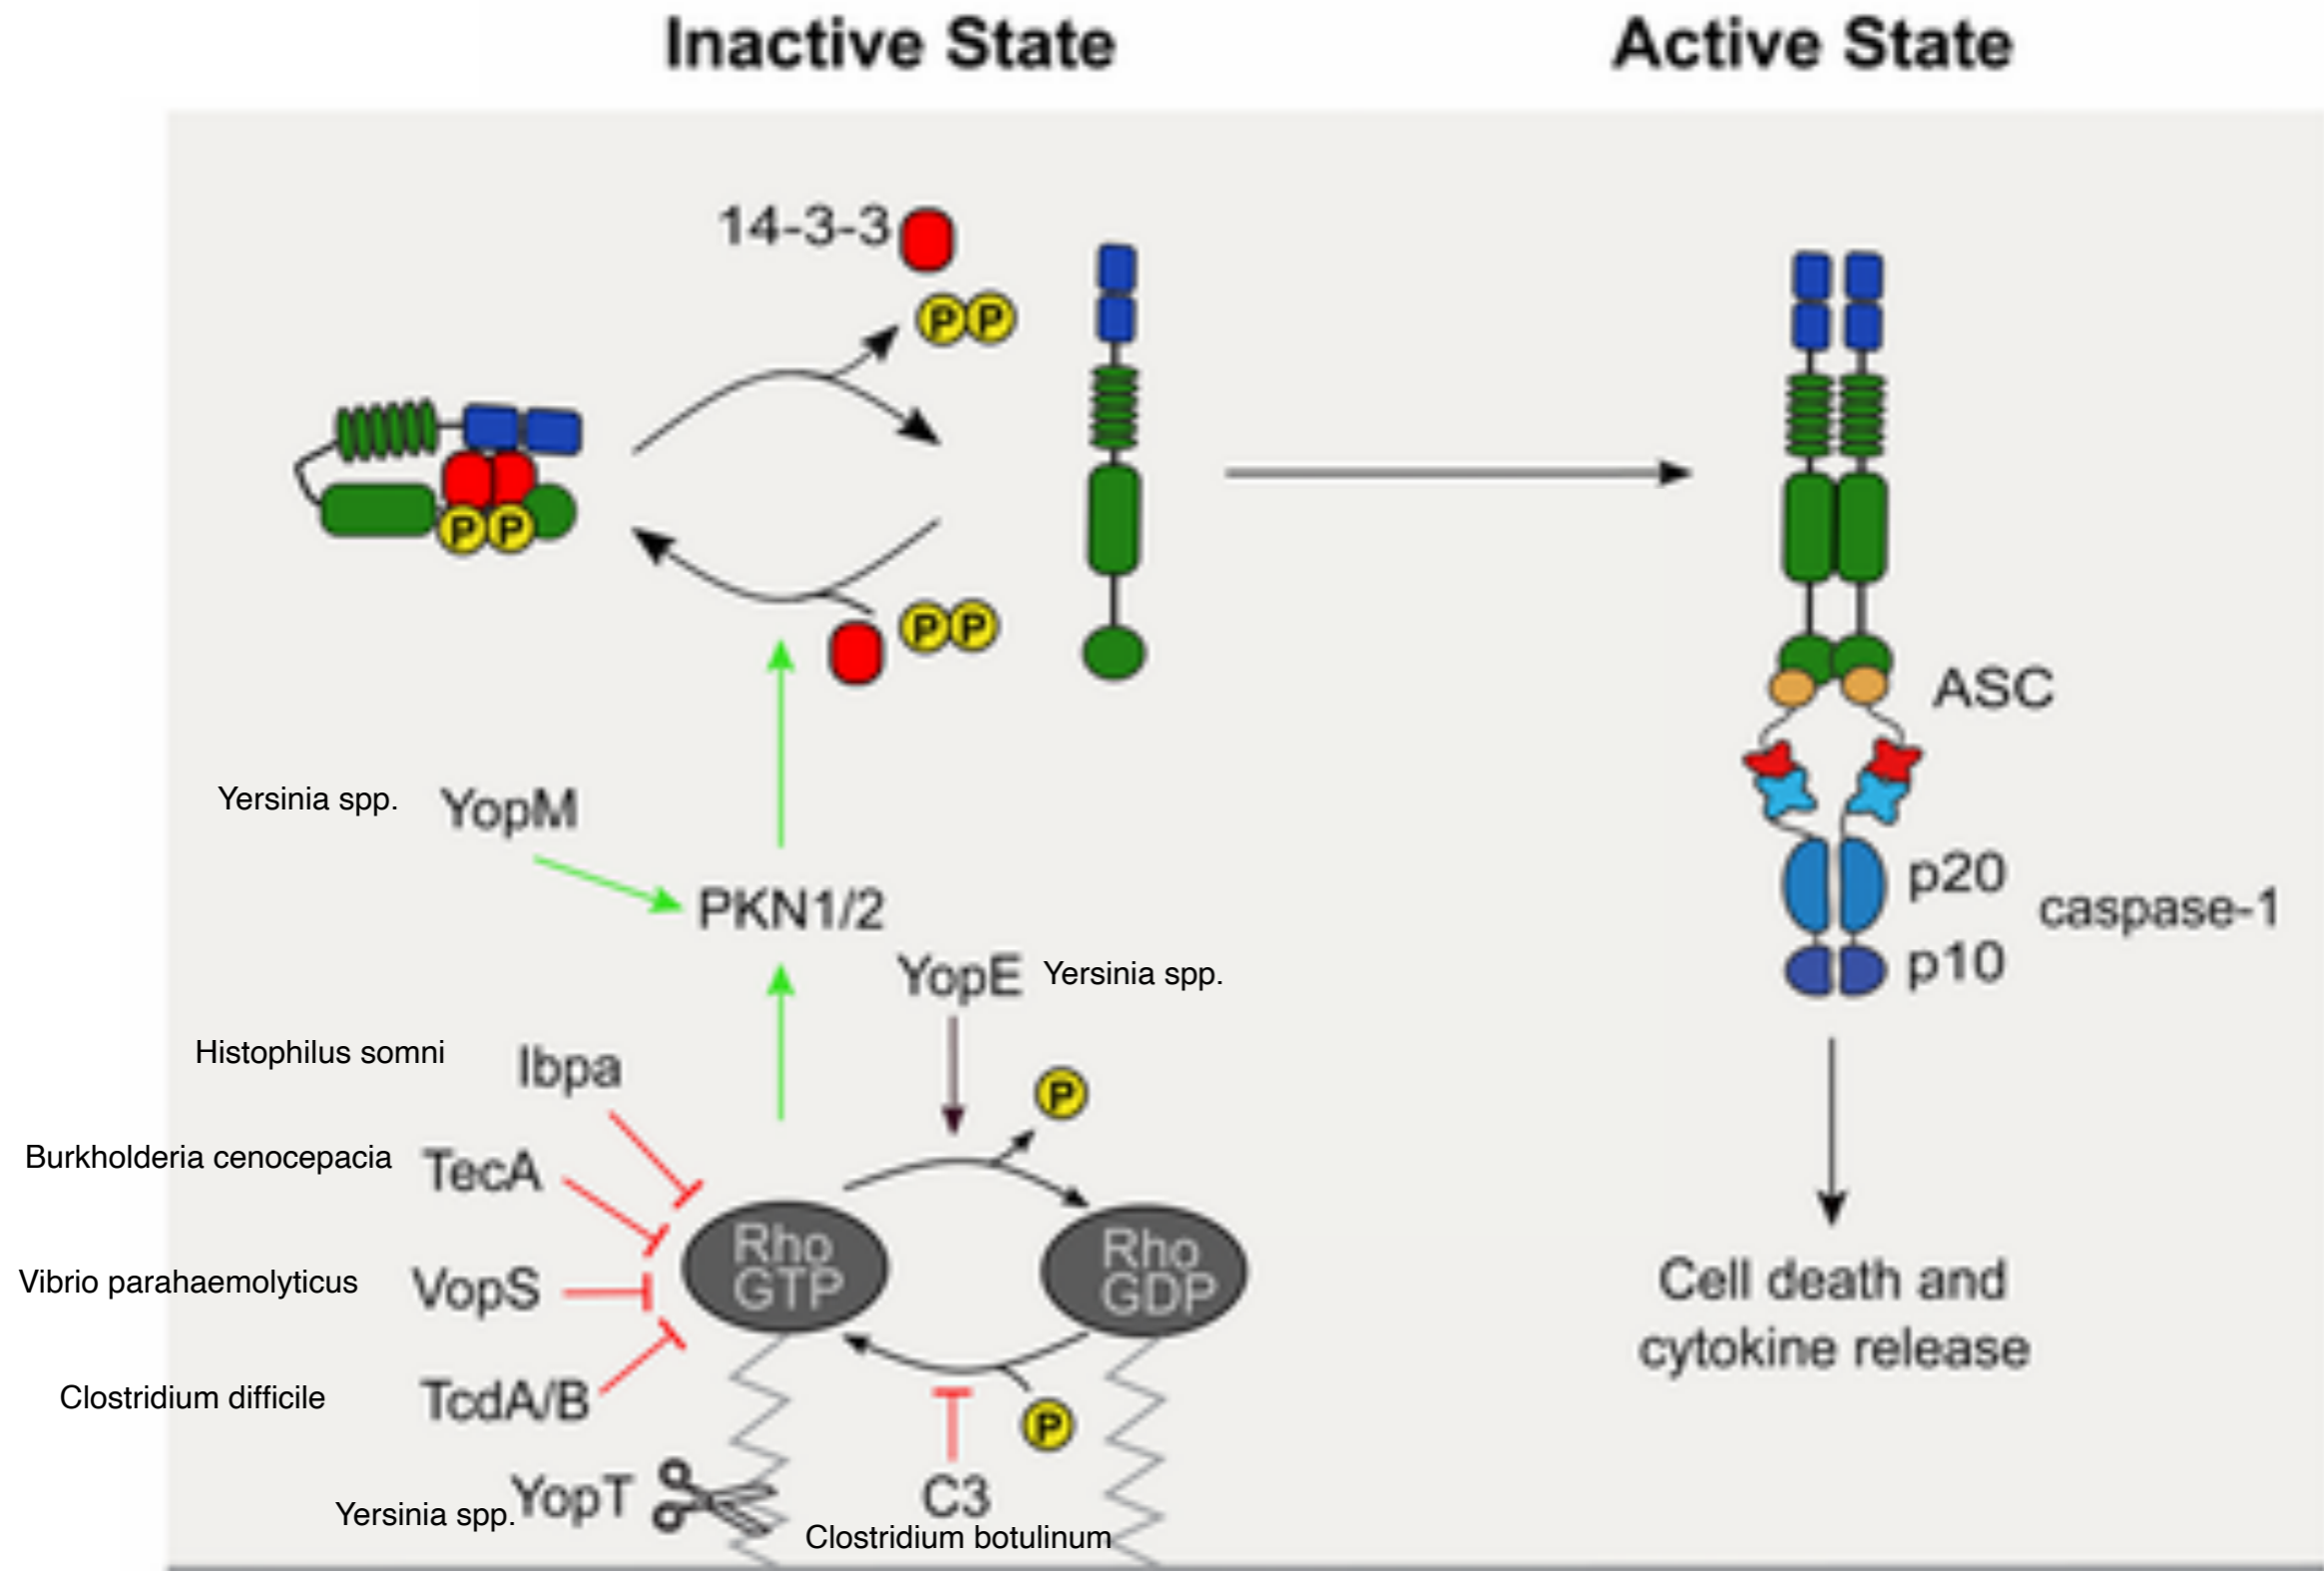 Inactive State
Active State
14-3-3
P P
P P
P P
ASC
Yersinia spp.
YopM
p20
caspase-1
PKN1/2
p10
YopE
Yersinia spp.
Histophilus somni
Ibpa
P
Burkholderia cenocepacia
TecA
Rho
GTP
Rho
GDP
Vibrio parahaemolyticus
VopS
Cell death and
cytokine release
Clostridium difficile
TcdA/B
P
Yersinia spp.
YopT
C3
Clostridium botulinum